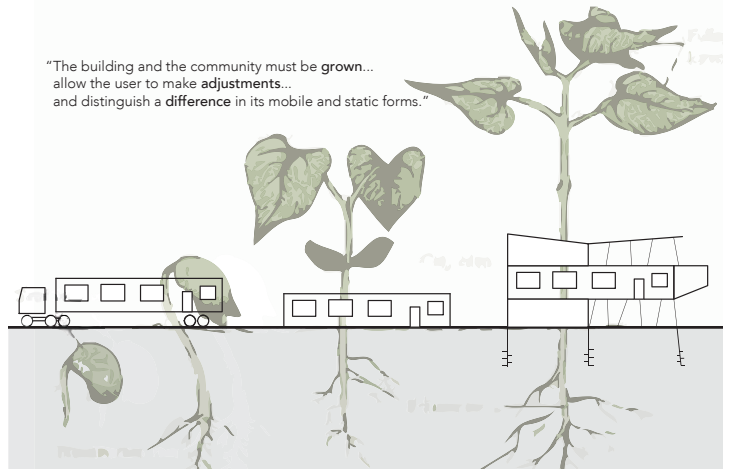 “The building and the community must be grown...
allow the user to make adjustments...
and distinguish a difference in its mobile and static forms.”